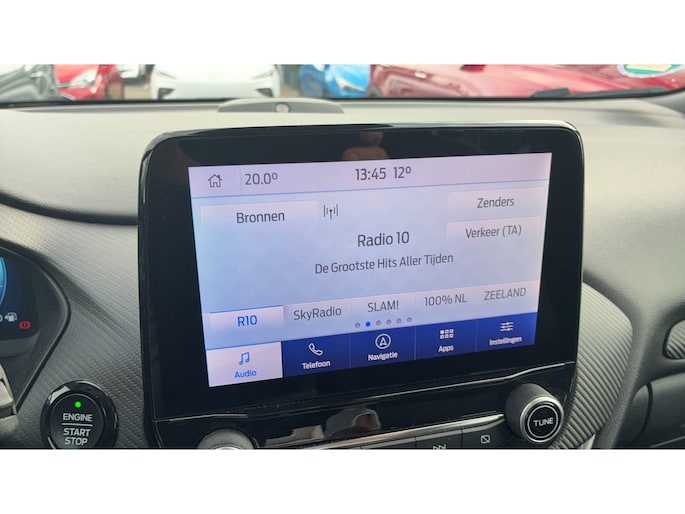 20.0° 13:45 12°
Bronnen
Zenders
Radio 10
Verkeer (TA)
De Grootste Hits Aller Tijden
R10 SkyRadio SLAM! 100% NL ZEELAND
Audio Telefoon Navigatie Apps Instellingen
ENGINE
START
STOP
TUNE